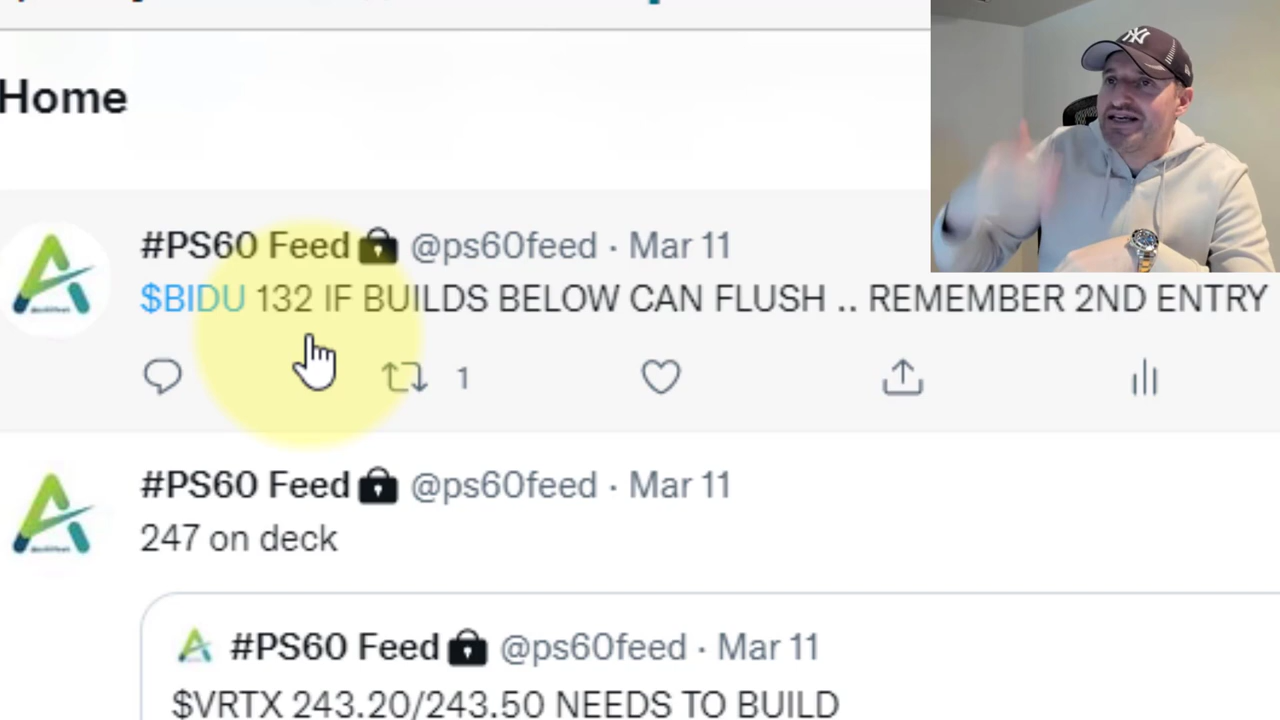 Home
#PS60 Feed @ps60feed · Mar 11
$BIDU 132 IF BUILDS BELOW CAN FLUSH .. REMEMBER 2ND ENTRY
1
#PS60 Feed @ps60feed · Mar 11
247 on deck
#PS60 Feed @ps60feed · Mar 11
$VRTX 243.20/243.50 NEEDS TO BUILD